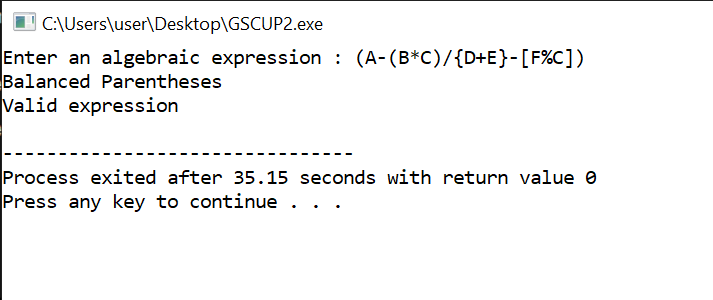 C:\Users\user\Desktop\GSCUP2.exe
Enter an algebraic expression : (A-(B*C)/{D+E}-[F%C])
Balanced Parentheses
Valid expression
--------------------------------
Process exited after 35.15 seconds with return value 0
Press any key to continue . . .